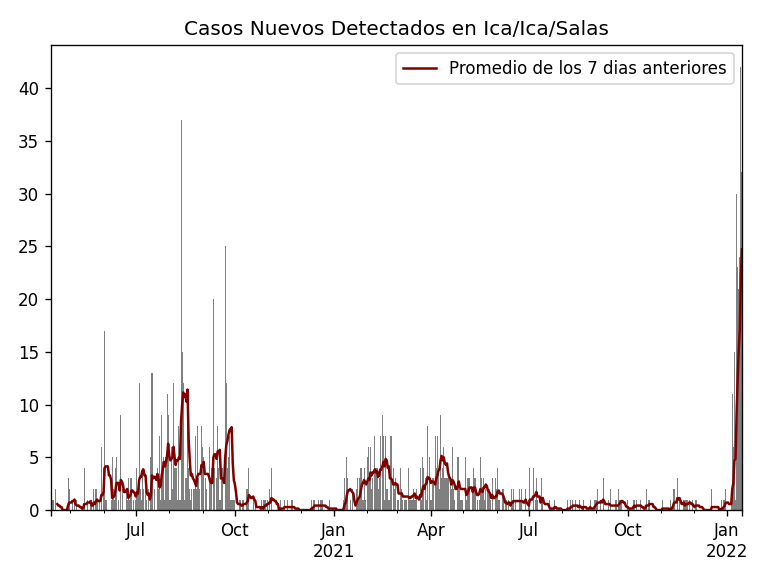 Casos Nuevos Detectados en Ica/Ica/Salas
Promedio de los 7 dias anteriores
40
35
30
25
20
15
10
5
0
Jul
Oct
Jan
2021
Apr
Jul
Oct
Jan
2022